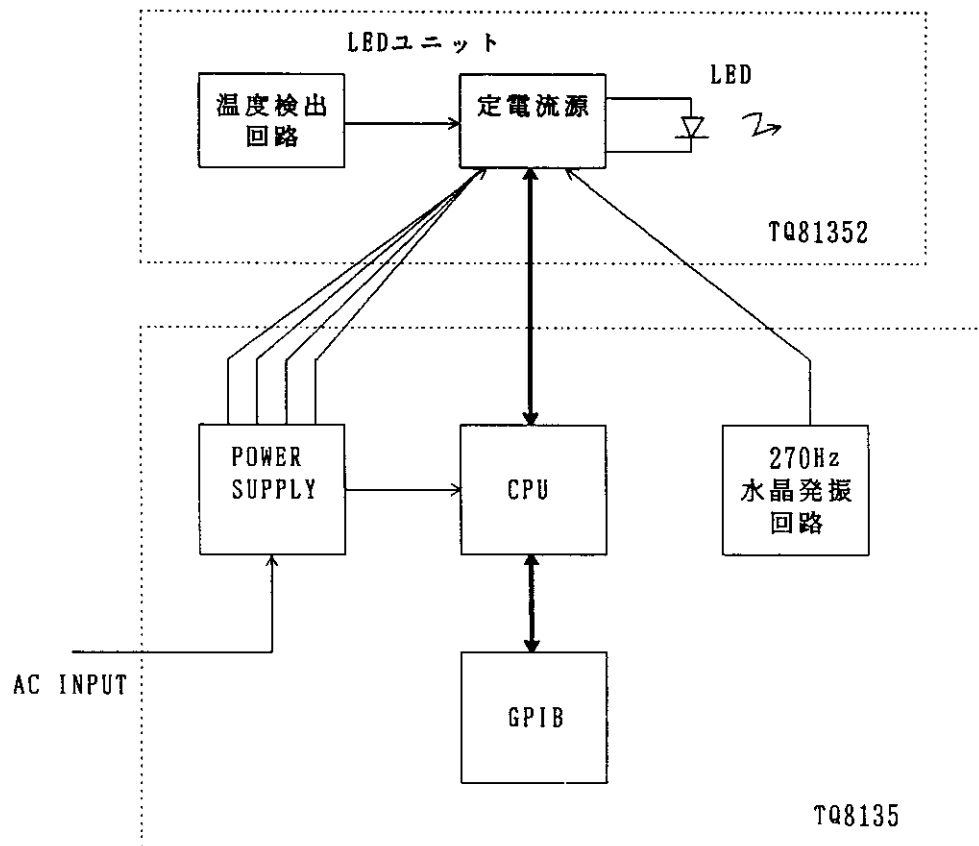 LEDユニット
LED
温度検出
回路
定電流源
TQ81352
POWER
SUPPLY
CPU
270Hz
水晶発振
回路
AC INPUT
GPIB
TQ8135